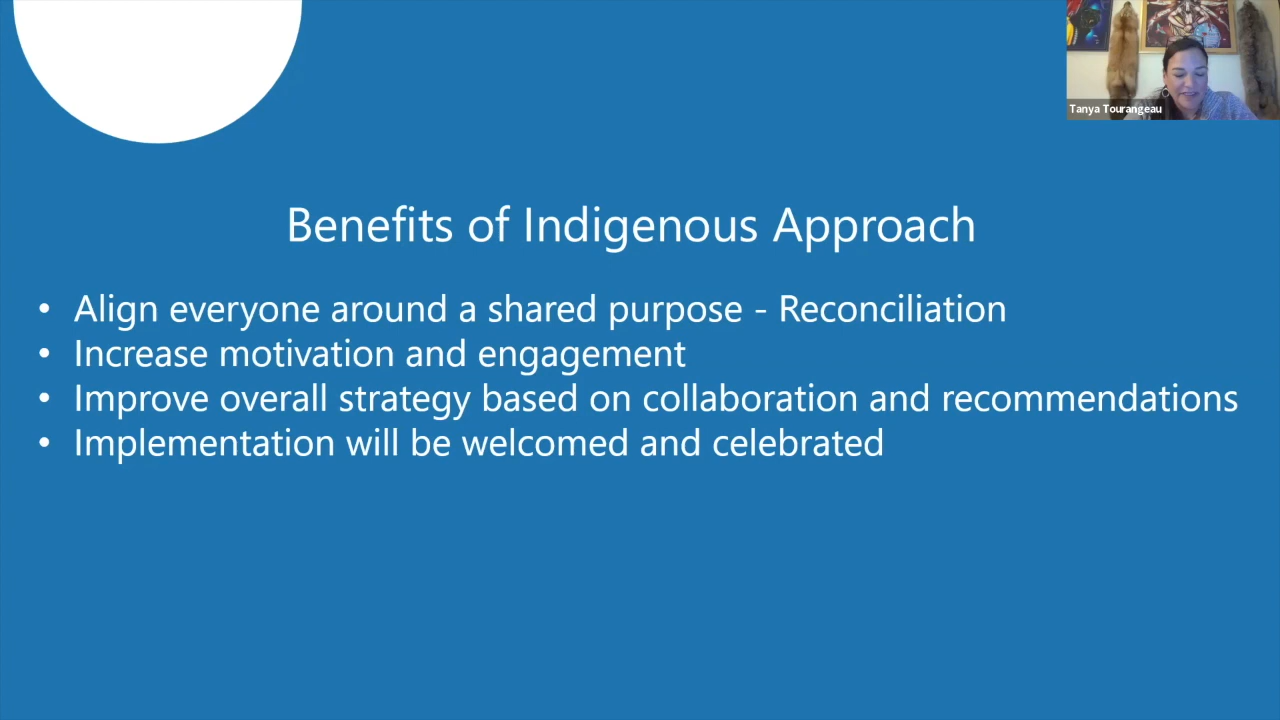 Tanya Tourangeau
Benefits of Indigenous Approach
• Align everyone around a shared purpose - Reconciliation
• Increase motivation and engagement
• Improve overall strategy based on collaboration and recommendations
• Implementation will be welcomed and celebrated